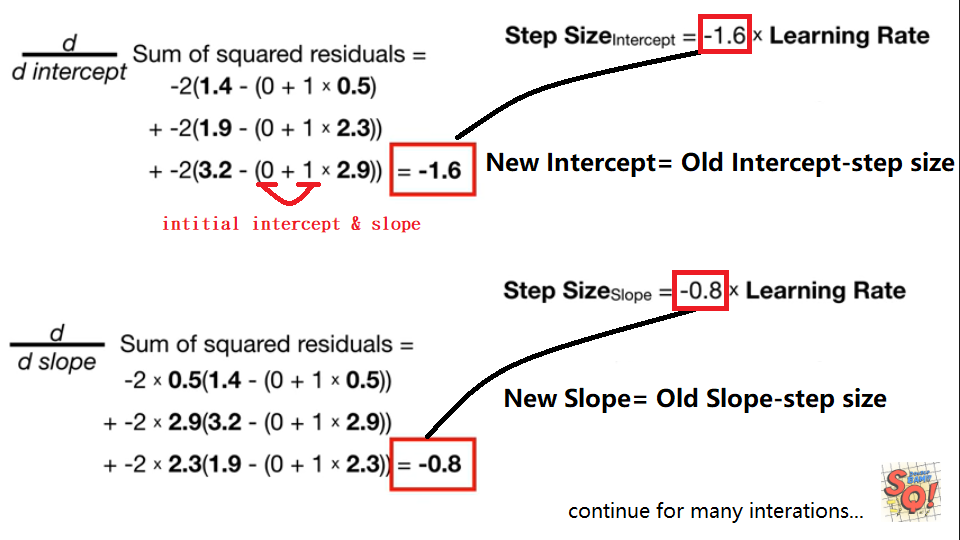 d
d intercept
Sum of squared residuals =
-2(1.4 - (0 + 1 × 0.5)
+ -2(1.9 - (0 + 1 × 2.3))
+ -2(3.2 - (0 + 1 × 2.9)) = -1.6
intitial intercept & slope
Step SizeIntercept = -1.6 × Learning Rate
New Intercept= Old Intercept-step size
d
d slope
Sum of squared residuals =
-2 × 0.5(1.4 - (0 + 1 × 0.5))
+ -2 × 2.9(3.2 - (0 + 1 × 2.9))
+ -2 × 2.3(1.9 - (0 + 1 × 2.3)) = -0.8
Step SizeSlope = -0.8 × Learning Rate
New Slope= Old Slope-step size
continue for many interations...
SQ!